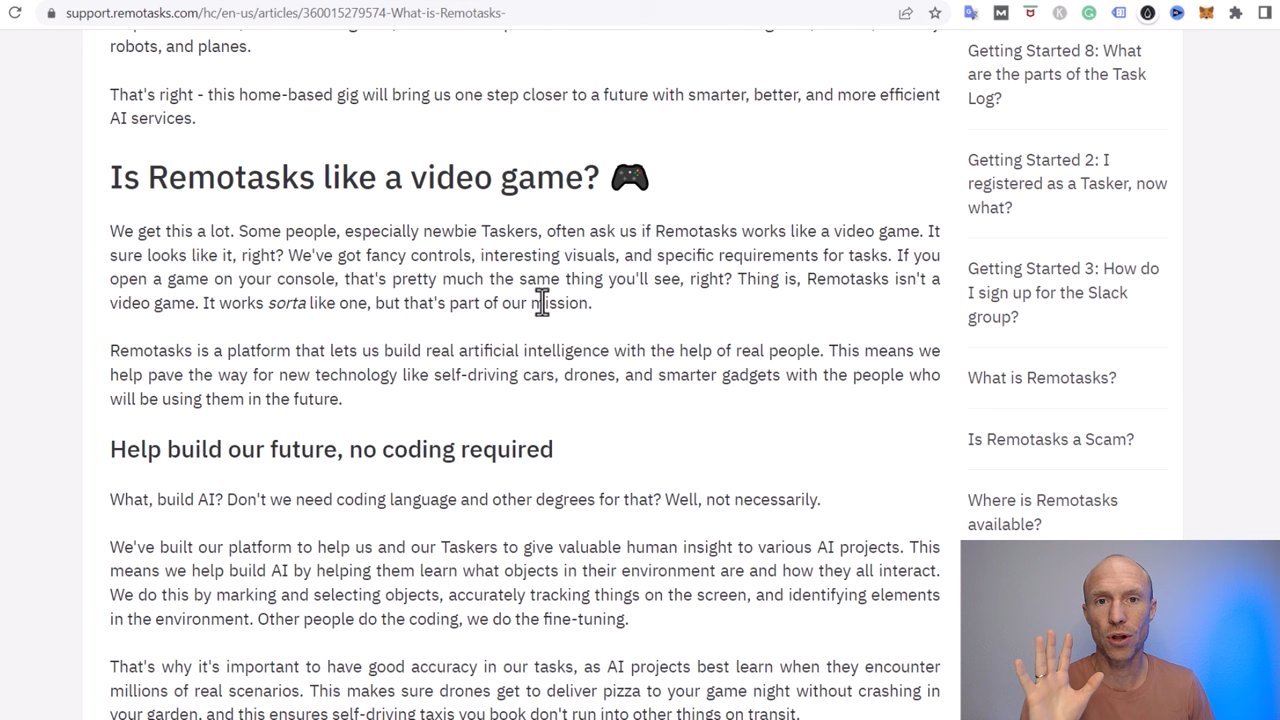 support.remotasks.com/hc/en-us/articles/360015279574-What-is-Remotasks-
robots, and planes.
That's right - this home-based gig will bring us one step closer to a future with smarter, better, and more efficient
AI services.
Is Remotasks like a video game? 🎮
We get this a lot. Some people, especially newbie Taskers, often ask us if Remotasks works like a video game. It
sure looks like it, right? We've got fancy controls, interesting visuals, and specific requirements for tasks. If you
open a game on your console, that's pretty much the same thing you'll see, right? Thing is, Remotasks isn't a
video game. It works sorta like one, but that's part of our mission.
Remotasks is a platform that lets us build real artificial intelligence with the help of real people. This means we
help pave the way for new technology like self-driving cars, drones, and smarter gadgets with the people who
will be using them in the future.
Help build our future, no coding required
What, build AI? Don't we need coding language and other degrees for that? Well, not necessarily.
We've built our platform to help us and our Taskers to give valuable human insight to various AI projects. This
means we help build AI by helping them learn what objects in their environment are and how they all interact.
We do this by marking and selecting objects, accurately tracking things on the screen, and identifying elements
in the environment. Other people do the coding, we do the fine-tuning.
That's why it's important to have good accuracy in our tasks, as AI projects best learn when they encounter
millions of real scenarios. This makes sure drones get to deliver pizza to your game night without crashing in
your garden, and this ensures self-driving taxis you book don't run into other things on transit.
Getting Started 8: What
are the parts of the Task
Log?
Getting Started 2: I
registered as a Tasker, now
what?
Getting Started 3: How do
I sign up for the Slack
group?
What is Remotasks?
Is Remotasks a Scam?
Where is Remotasks
available?